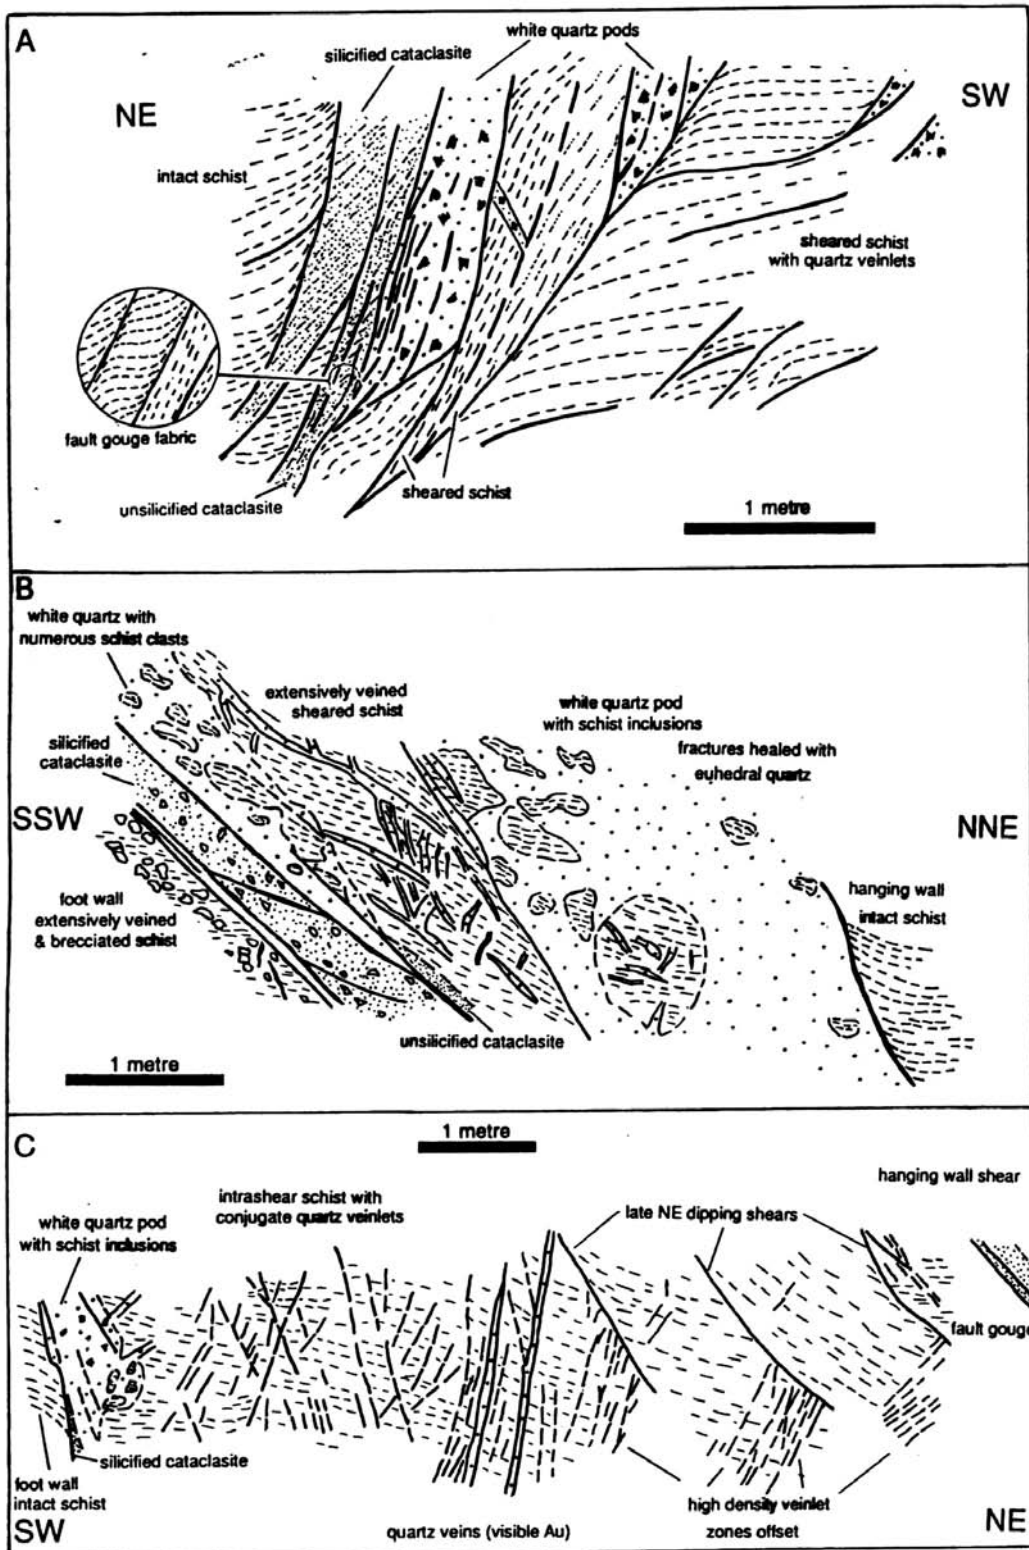 A
white quartz pods
silicified cataclasite
NE
SW
intact schist
sheared schist
with quartz veinlets
fault gouge fabric
sheared schist
unsilicified cataclasite
1 metre
B
white quartz with
numerous schist clasts
extensively veined
sheared schist
white quartz pod
with schist inclusions
silicified
cataclasite
fractures healed with
euhedral quartz
SSW
NNE
foot wall
extensively veined
& brecciated schist
hanging wall
intact schist
unsilicified cataclasite
1 metre
C
1 metre
hanging wall shear
intrashear schist with
conjugate quartz veinlets
white quartz pod
with schist inclusions
late NE dipping shears
fault gouge
silicified cataclasite
foot wall
intact schist
high density veinlet
zones offset
SW
quartz veins (visible Au)
NE